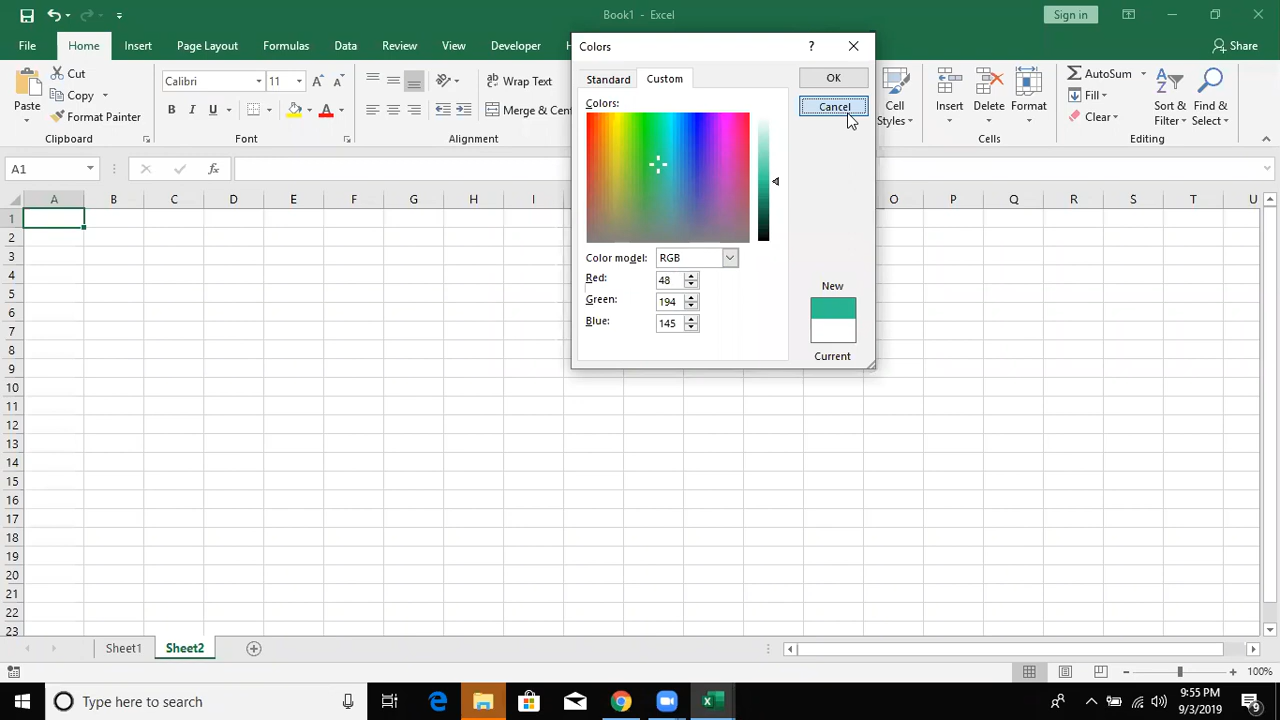 Book1 - Excel
Sign in
File Home Insert Page Layout Formulas Data Review View Developer
Share
Cut
Copy
Format Painter
Paste
Clipboard
Calibri 11
B I U
A A
Wrap Text
Merge & Cen
Font
Alignment
Cell Styles
Insert Delete Format
Cells
AutoSum
Fill
Clear
Sort & Filter
Find & Select
Editing
Colors
?
Standard Custom
OK
Cancel
Colors:
Color model: RGB
Red: 48
Green: 194
Blue: 145
New
Current
A1
fx
A B C D E F G H I O P Q R S T U
1
2
3
4
5
6
7
8
9
10
11
12
13
14
15
16
17
18
19
20
21
22
23
Sheet1 Sheet2
100%
Type here to search
9:55 PM
9/3/2019
9